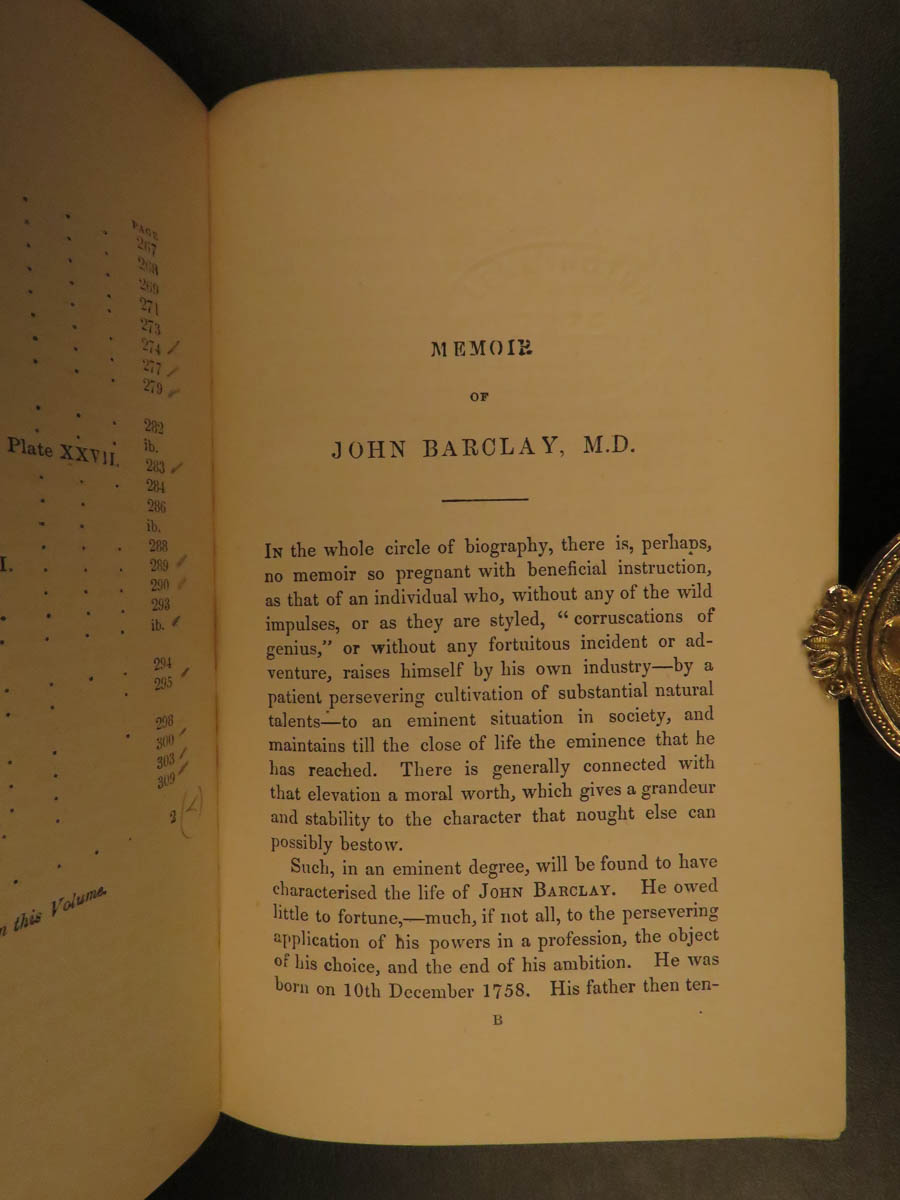 PAGE
267
268
269
271
273
274
277
279
282
ib.
Plate XXVII. 283
284
286
ib.
288
I. 289
290
293
ib.
294
295
298
300
303
309
3
n this Volume.
MEMOIR
OF
JOHN BARCLAY, M.D.
IN the whole circle of biography, there is, perhaps,
no memoir so pregnant with beneficial instruction,
as that of an individual who, without any of the wild
impulses, or as they are styled, “ corruscations of
genius,” or without any fortuitous incident or ad-
venture, raises himself by his own industry—by a
patient persevering cultivation of substantial natural
talents—to an eminent situation in society, and
maintains till the close of life the eminence that he
has reached. There is generally connected with
that elevation a moral worth, which gives a grandeur
and stability to the character that nought else can
possibly bestow.
Such, in an eminent degree, will be found to have
characterised the life of JOHN BARCLAY. He owed
little to fortune,—much, if not all, to the persevering
application of his powers in a profession, the object
of his choice, and the end of his ambition. He was
born on 10th December 1758. His father then ten-
B